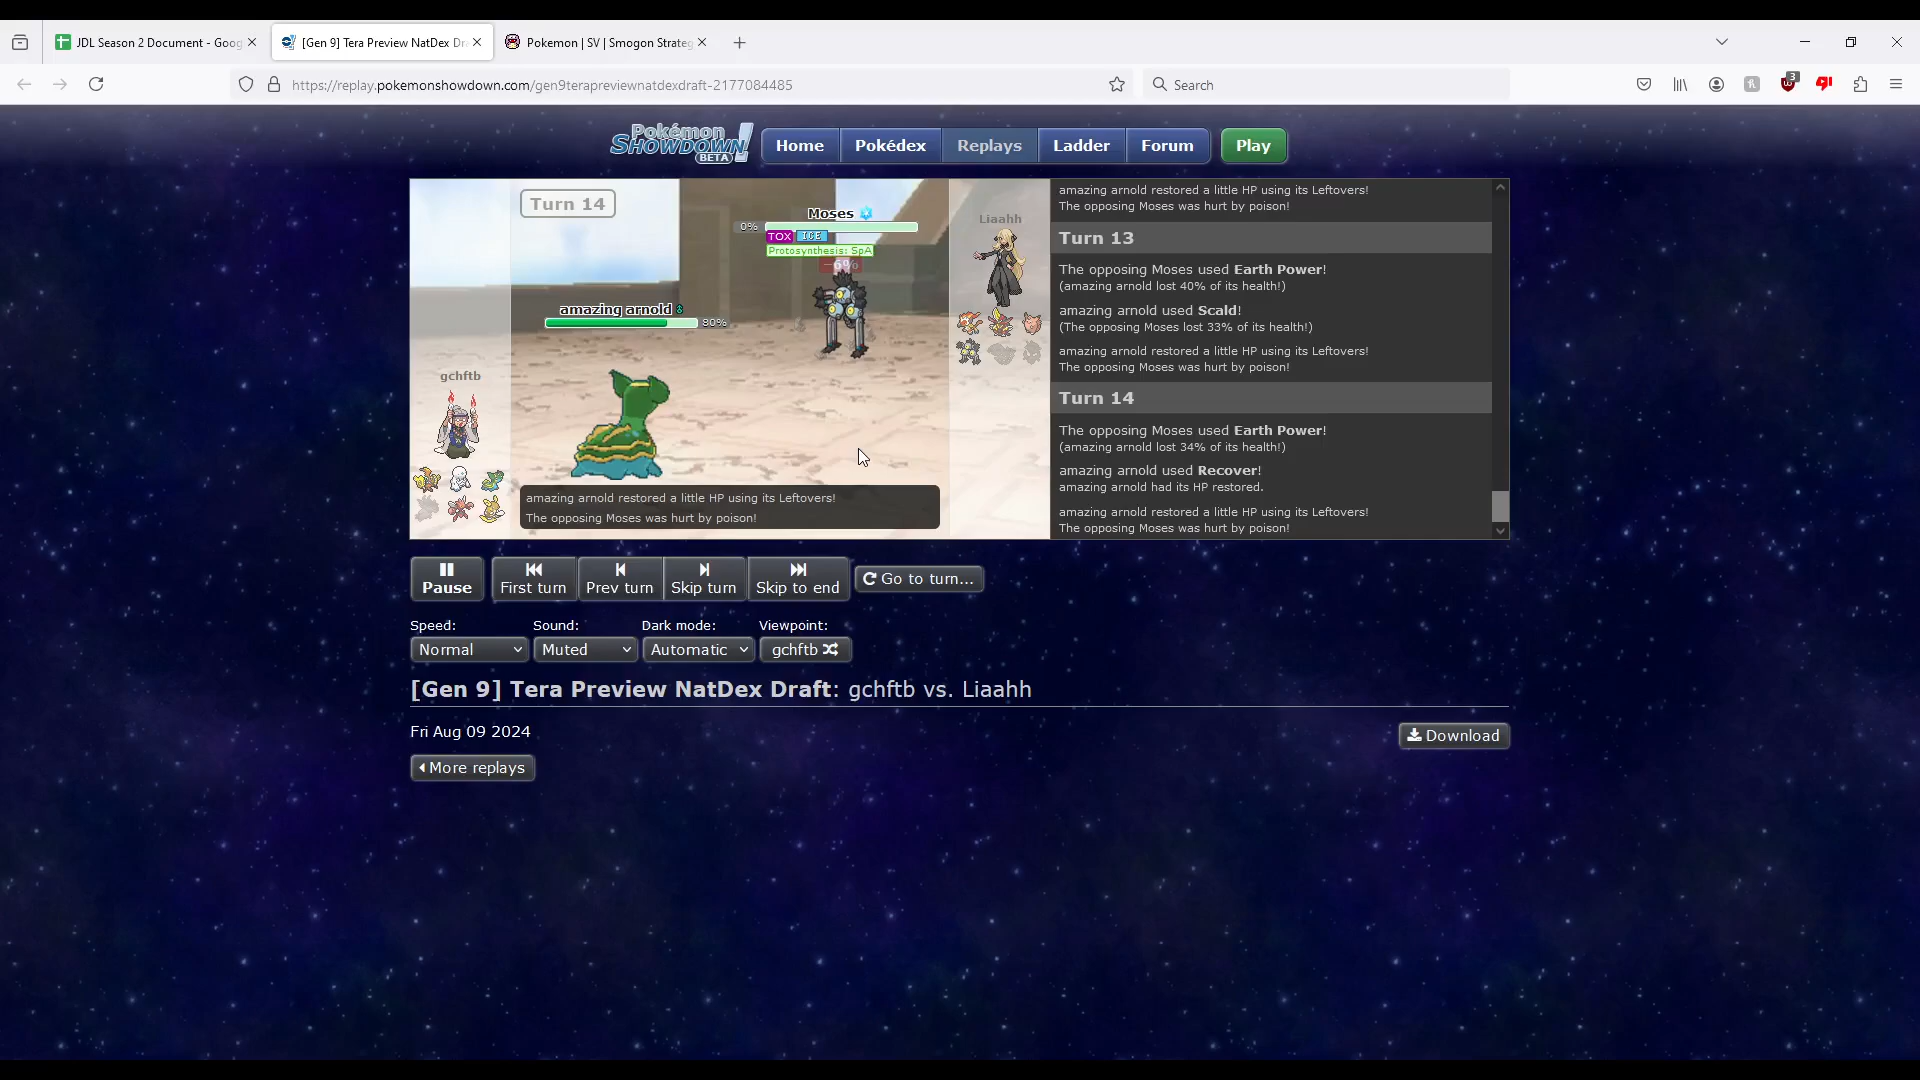 JDL Season 2 Document - Goog
[Gen 9] Tera Preview NatDex Dr
Pokemon | SV | Smogon Strateg
https://replay.pokemonshowdown.com/gen9terapreviewnatdexdraft-2177084485
Search
3
Pokémon
SHOWDOWN!
BETA
Home
Pokédex
Replays
Ladder
Forum
Play
Turn 14
Moses
0%
TOX ICE
Protosynthesis: SpA
−6%
amazing arnold
80%
gchftb
Liaahh
amazing arnold restored a little HP using its Leftovers!
The opposing Moses was hurt by poison!
amazing arnold restored a little HP using its Leftovers!
The opposing Moses was hurt by poison!
Turn 13
The opposing Moses used Earth Power!
(amazing arnold lost 40% of its health!)
amazing arnold used Scald!
(The opposing Moses lost 33% of its health!)
amazing arnold restored a little HP using its Leftovers!
The opposing Moses was hurt by poison!
Turn 14
The opposing Moses used Earth Power!
(amazing arnold lost 34% of its health!)
amazing arnold used Recover!
amazing arnold had its HP restored.
amazing arnold restored a little HP using its Leftovers!
The opposing Moses was hurt by poison!
Pause
First turn
Prev turn
Skip turn
Skip to end
Go to turn...
Speed:
Sound:
Dark mode:
Viewpoint:
Normal
Muted
Automatic
gchftb
[Gen 9] Tera Preview NatDex Draft: gchftb vs. Liaahh
Fri Aug 09 2024
Download
More replays